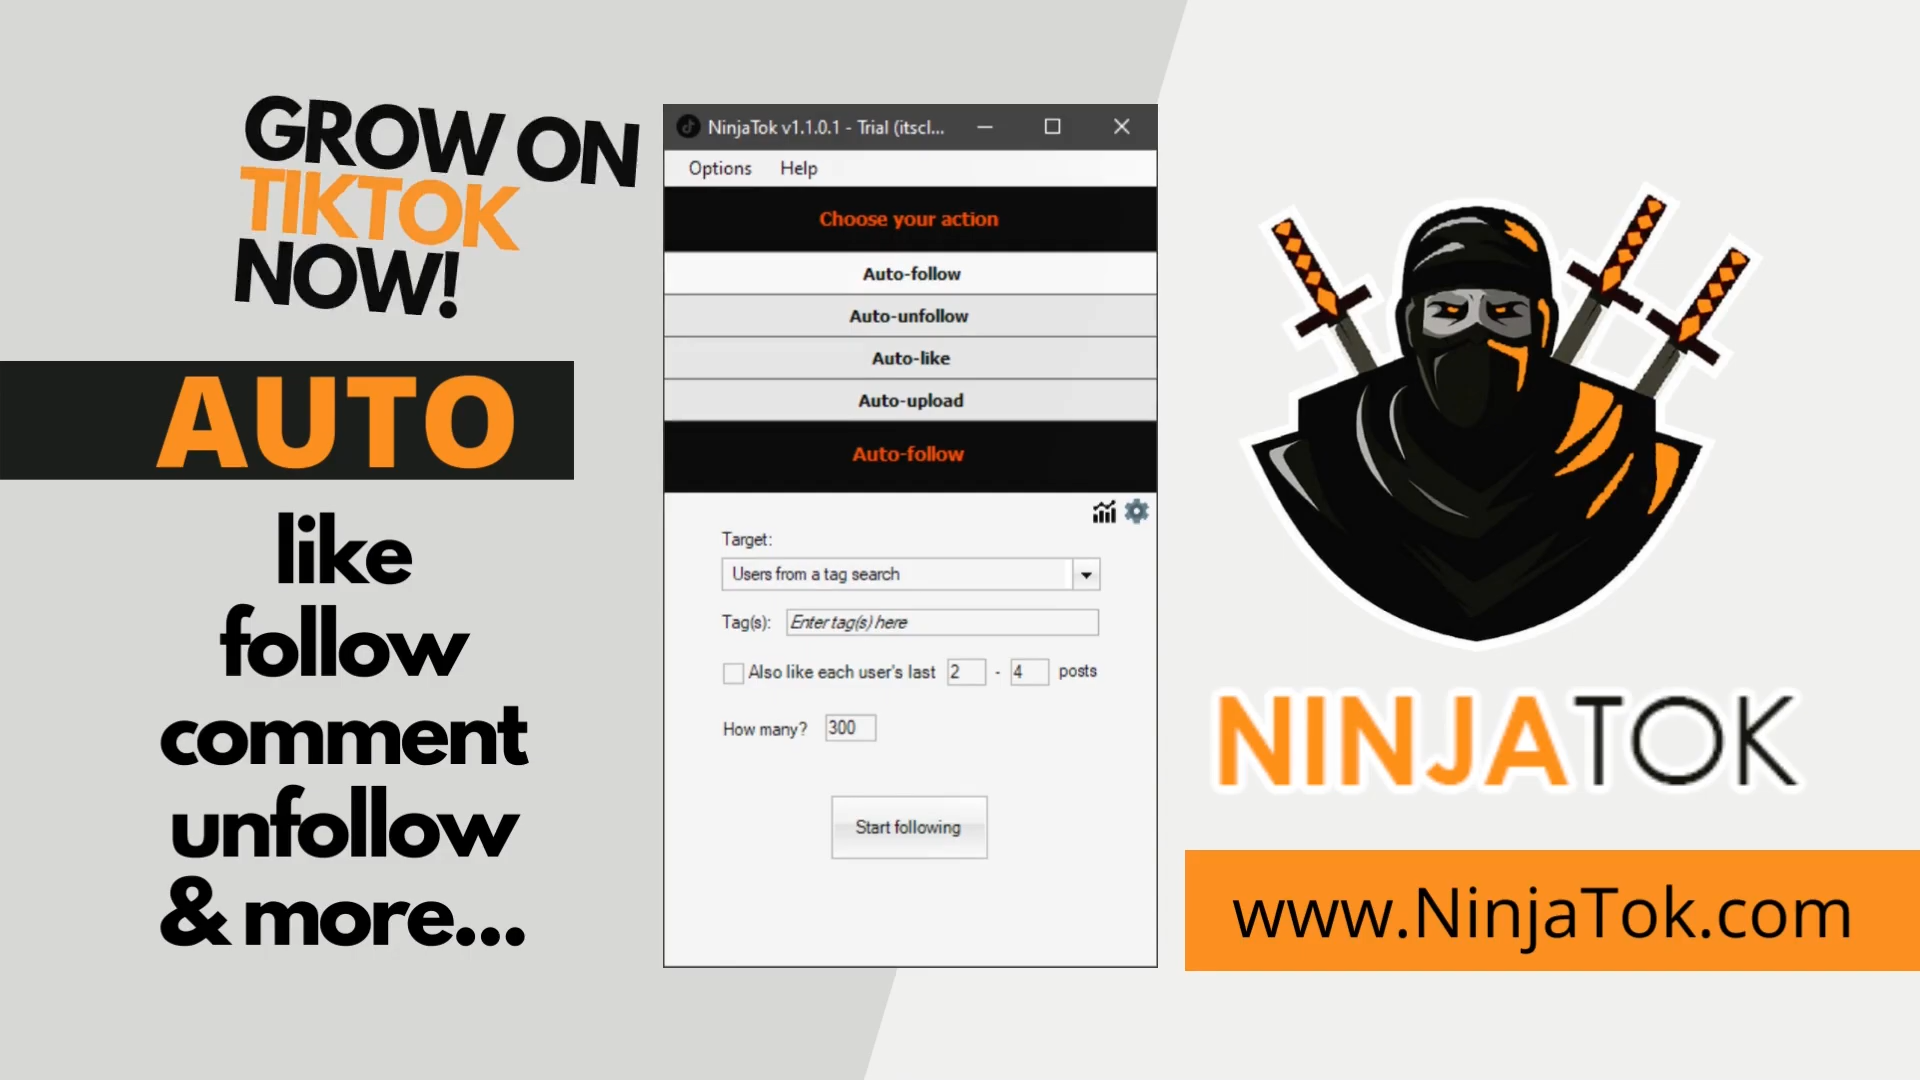 GROW ON
TIKTOK
NOW!
AUTO
like
follow
comment
unfollow
& more...
NinjaTok v1.1.0.1 - Trial (itscl...
Options Help
Choose your action
Auto-follow
Auto-unfollow
Auto-like
Auto-upload
Auto-follow
Target:
Users from a tag search
Tag(s): Enter tag(s) here
Also like each user's last 2 - 4 posts
How many? 300
Start following
NINJATOK
www.NinjaTok.com